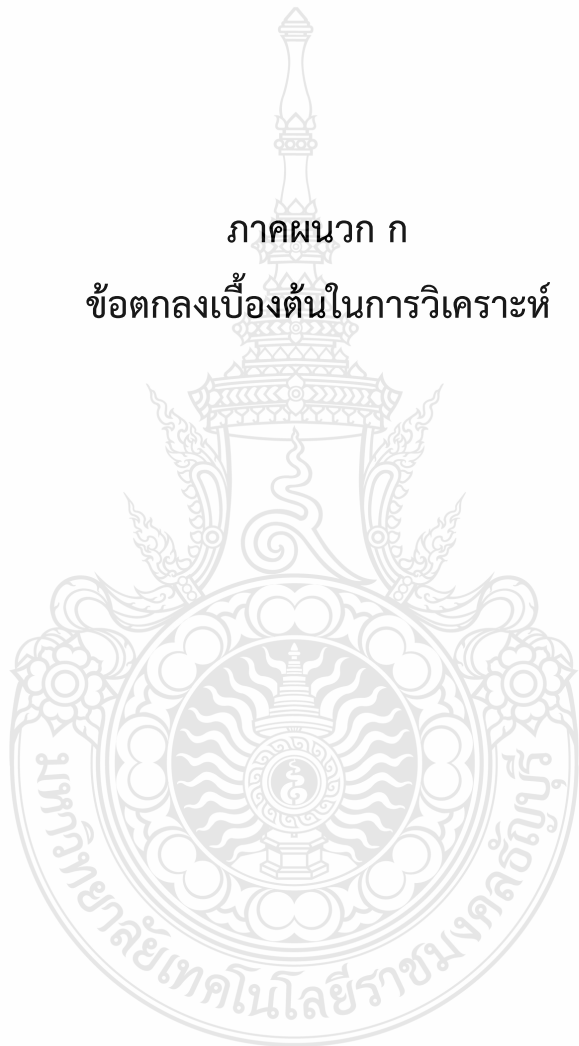 ภาคผนวก ก
ข้อตกลงเบื้องต้นในการวิเคราะห์
มหาวิทยาลัยเทคโนโลยีราชมงคลธัญบุรี